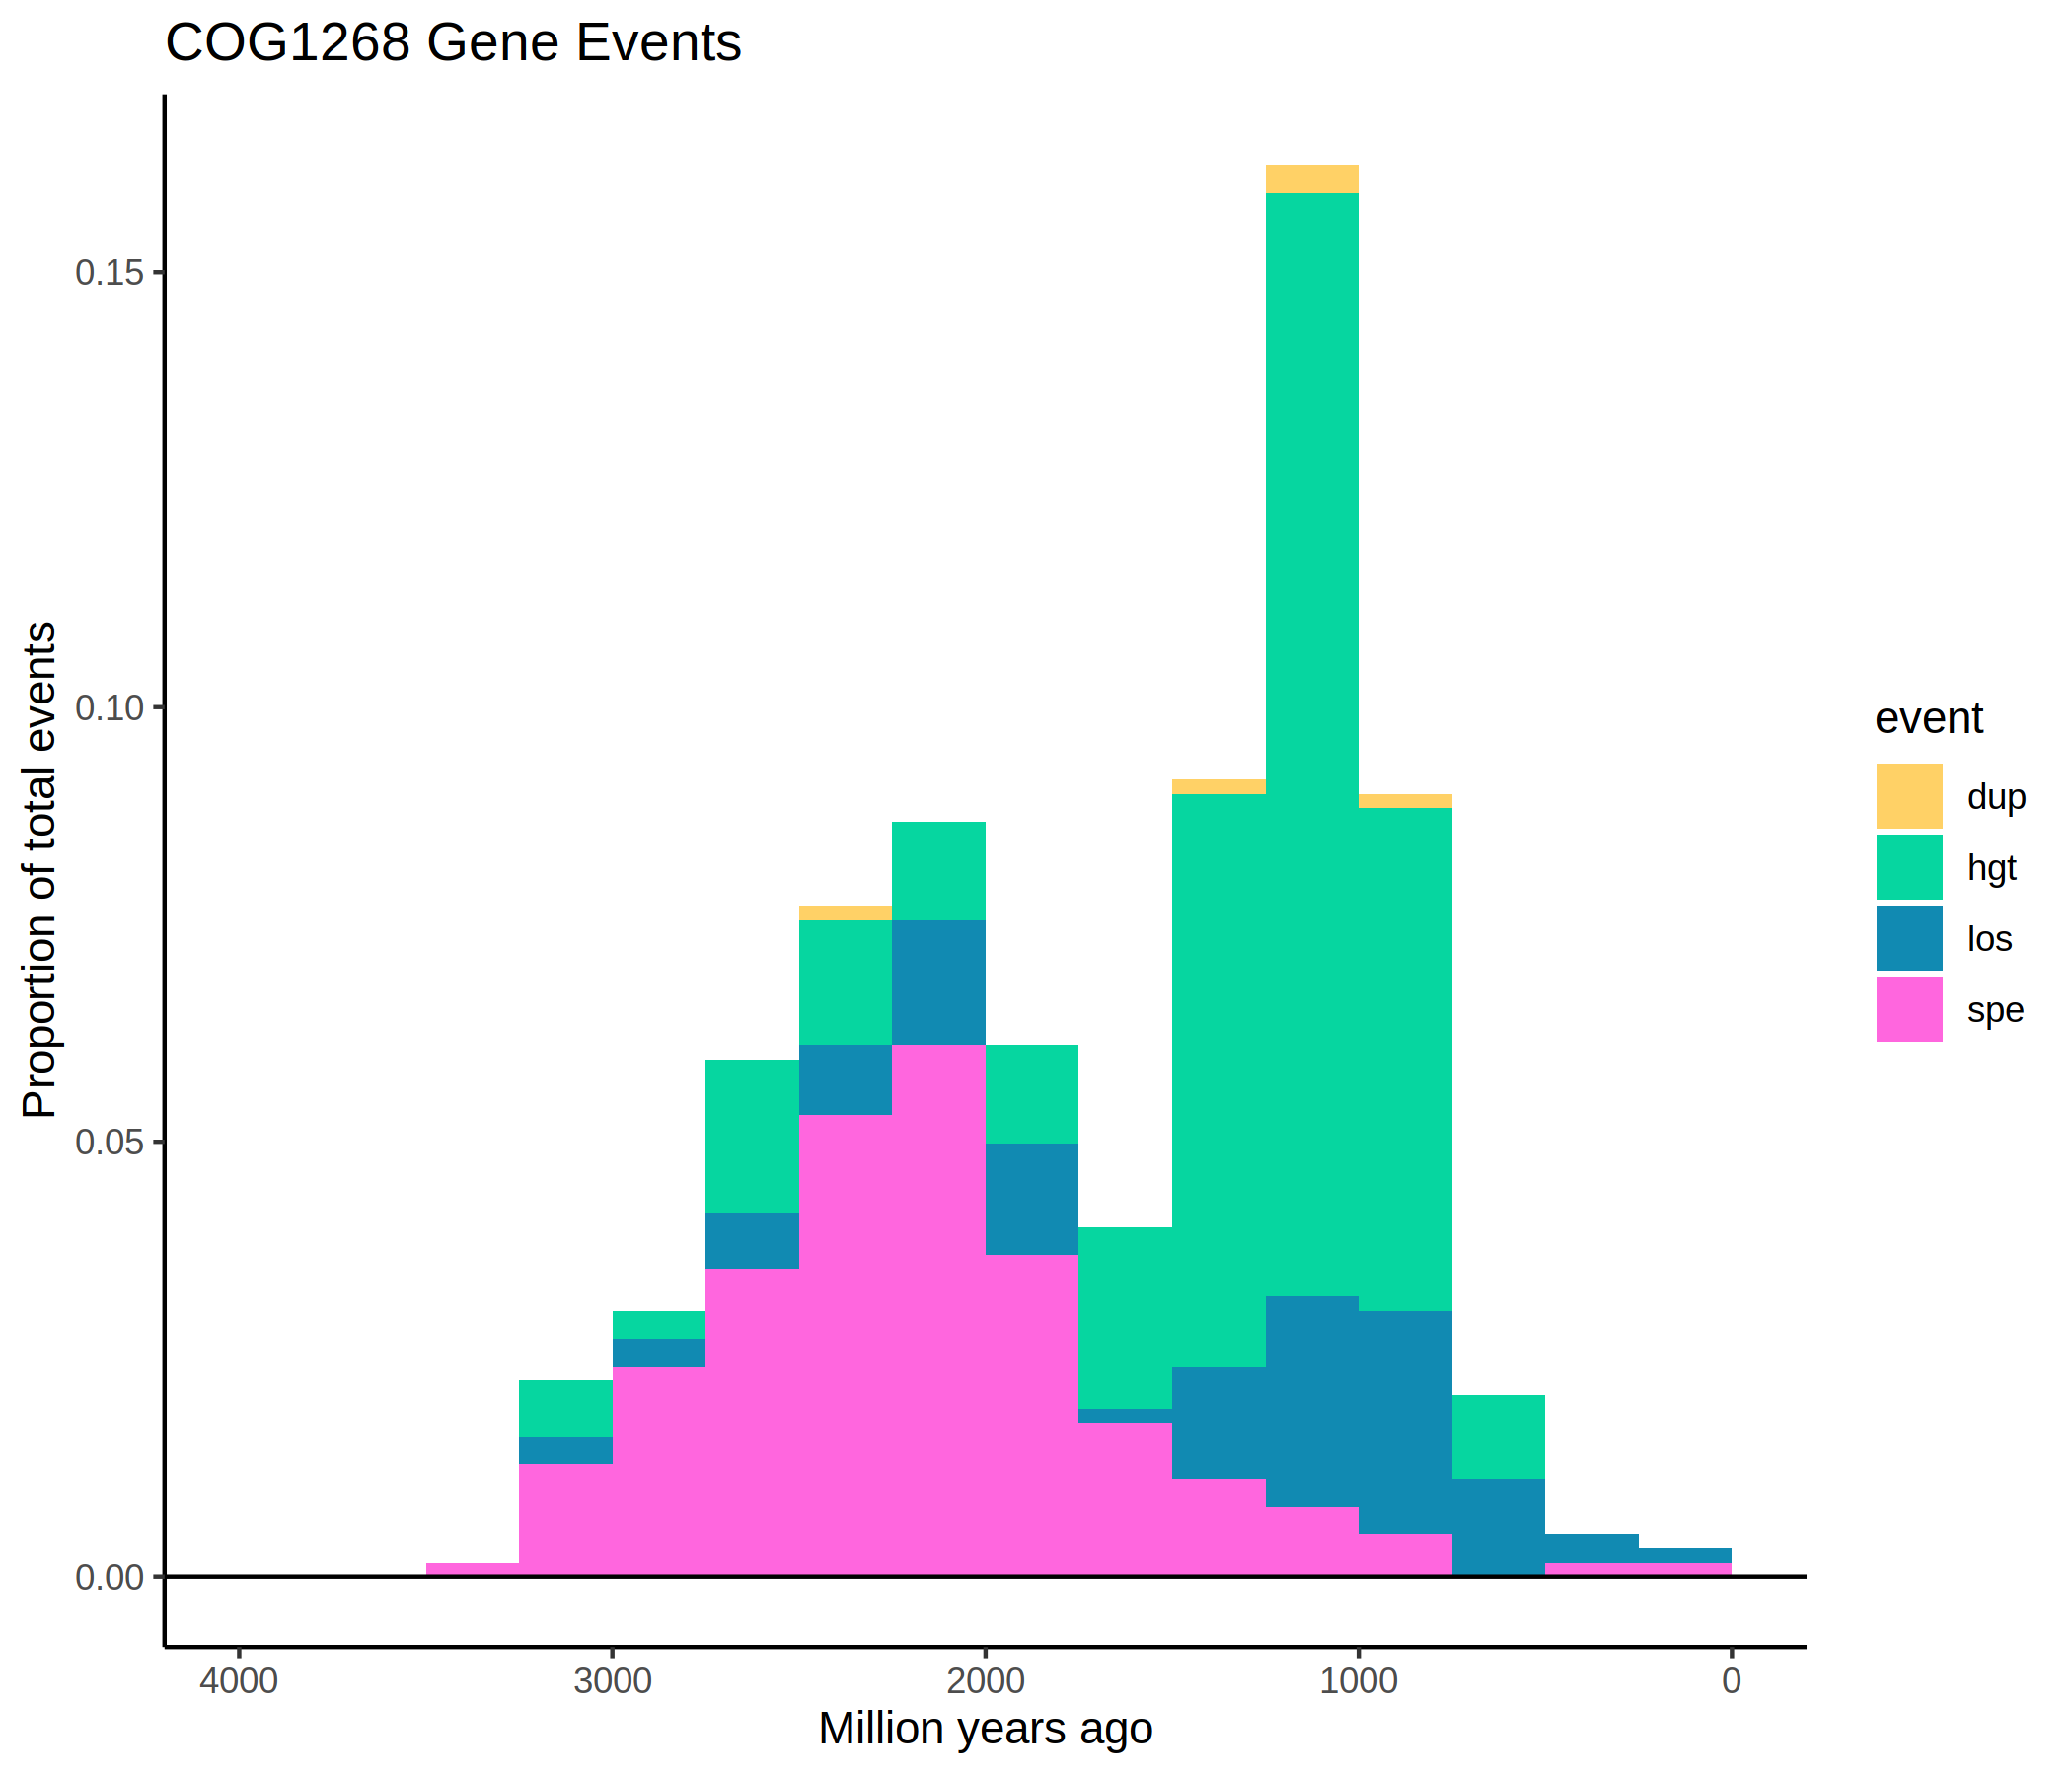 COG1268 Gene Events
Proportion of total events
0.15
0.10
0.05
0.00
4000
3000
2000
1000
0
Million years ago
event
dup
hgt
los
spe